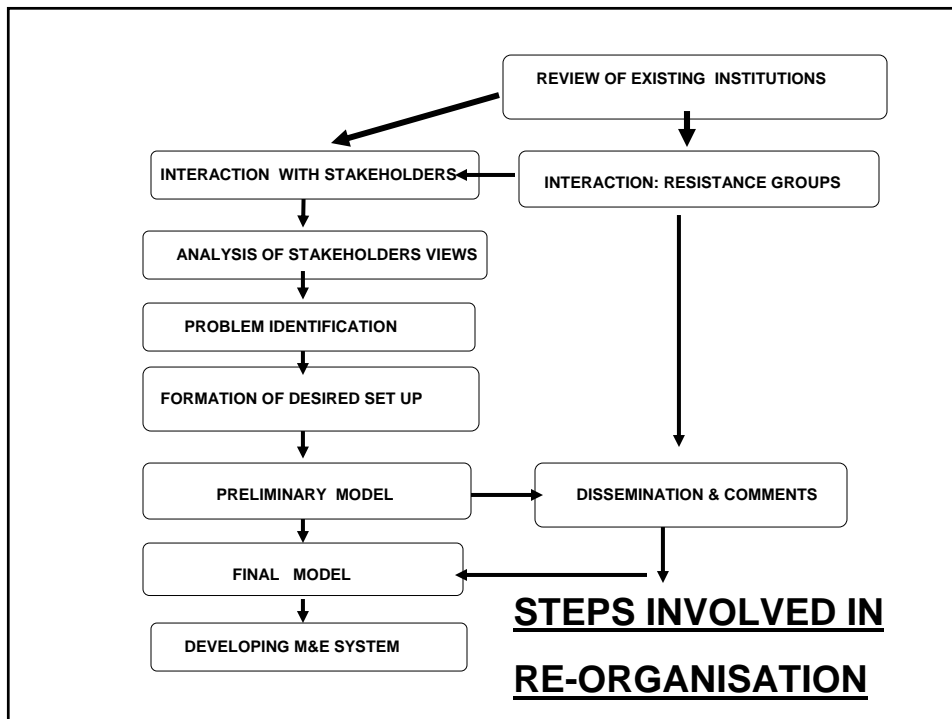 REVIEW OF EXISTING INSTITUTIONS
INTERACTION WITH STAKEHOLDERS
INTERACTION: RESISTANCE GROUPS
ANALYSIS OF STAKEHOLDERS VIEWS
PROBLEM IDENTIFICATION
FORMATION OF DESIRED SET UP
PRELIMINARY MODEL
DISSEMINATION & COMMENTS
FINAL MODEL
DEVELOPING M&E SYSTEM
STEPS INVOLVED IN
RE-ORGANISATION